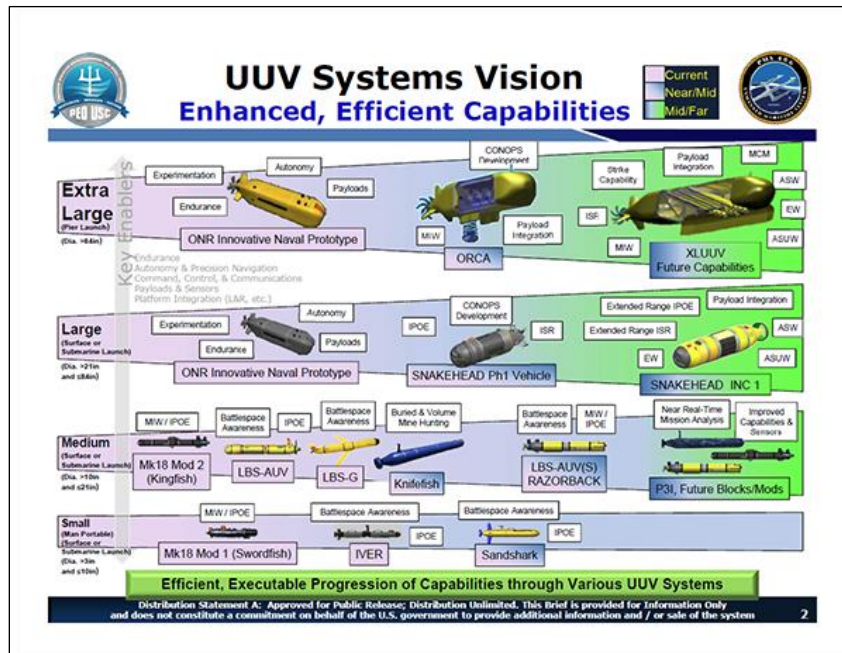 UUV Systems Vision
Enhanced, Efficient Capabilities
Current
Near/Mid
Mid/Far
PEO USC
Key Enablers
Endurance
Autonomy & Precision Navigation
Command, Control, & Communications
Payloads & Sensors
Platform Integration (L&R, etc.)
Extra
Large
(Pier Launch)
(Dia. >84in)
Experimentation
Autonomy
Endurance
Payloads
ONR Innovative Naval Prototype
CONOPS
Development
MIW
Payload
Integration
ORCA
Strike
Capability
Payload
Integration
MCM
ISR
ASW
EW
MIW
ASUW
XLUUV
Future Capabilities
Large
(Surface or
Submarine Launch)
(Dia. >21in
and ≤84in)
Experimentation
Autonomy
Endurance
Payloads
ONR Innovative Naval Prototype
IPOE
CONOPS
Development
ISR
SNAKEHEAD Ph1 Vehicle
Extended Range IPOE
Payload Integration
Extended Range ISR
ASW
EW
ASUW
SNAKEHEAD INC 1
Medium
(Surface or
Submarine Launch)
(Dia. >10in
and ≤21in)
MIW / IPOE
Mk18 Mod 2
(Kingfish)
Battlespace
Awareness
IPOE
LBS-AUV
Battlespace
Awareness
LBS-G
Buried & Volume
Mine Hunting
Knifefish
Battlespace
Awareness
MIW /
IPOE
LBS-AUV(S)
RAZORBACK
Near Real-Time
Mission Analysis
Improved
Capabilities &
Sensors
P3I, Future Blocks/Mods
Small
(Man Portable)
(Surface or
Submarine Launch)
(Dia. >3in
and ≤10in)
MIW / IPOE
Mk18 Mod 1 (Swordfish)
Battlespace Awareness
IPOE
IVER
Battlespace Awareness
IPOE
Sandshark
Efficient, Executable Progression of Capabilities through Various UUV Systems
Distribution Statement A: Approved for Public Release; Distribution Unlimited. This Brief is provided for Information Only
and does not constitute a commitment on behalf of the U.S. government to provide additional information and / or sale of the system
2